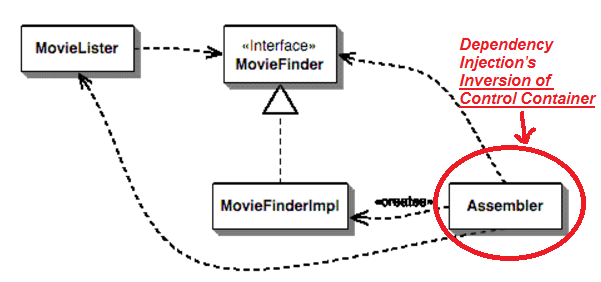 MovieLister
«Interface»
MovieFinder
Dependency
Injection's
Inversion of
Control Container
MovieFinderImpl
«creates»
Assembler